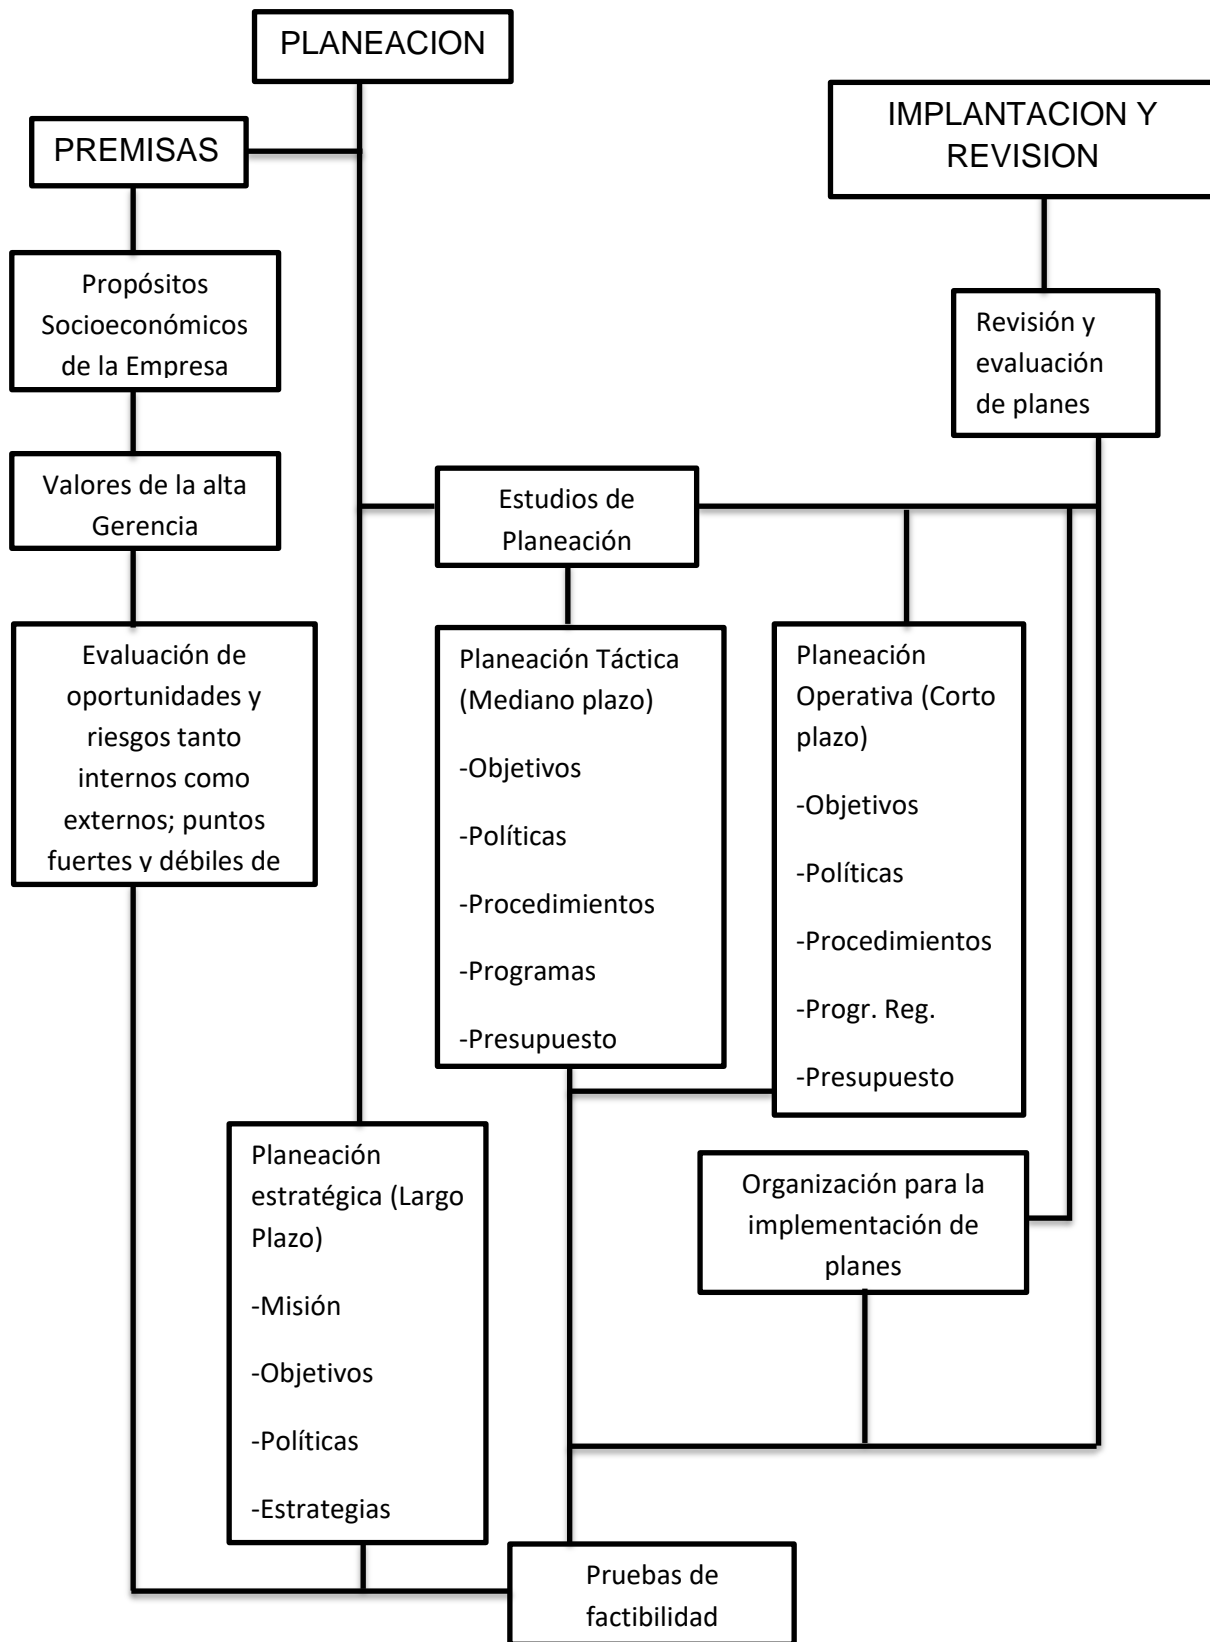 PLANEACION
PREMISAS
IMPLANTACION Y
REVISION
Propósitos
Socioeconómicos
de la Empresa
Revisión y
evaluación
de planes
Valores de la alta
Gerencia
Estudios de
Planeación
Evaluación de
oportunidades y
riesgos tanto
internos como
externos; puntos
fuertes y débiles de
Planeación Táctica
(Mediano plazo)
-Objetivos
-Políticas
-Procedimientos
-Programas
-Presupuesto
Planeación
Operativa (Corto
plazo)
-Objetivos
-Políticas
-Procedimientos
-Progr. Reg.
-Presupuesto
Planeación
estratégica (Largo
Plazo)
-Misión
-Objetivos
-Políticas
-Estrategias
Organización para la
implementación de
planes
Pruebas de
factibilidad